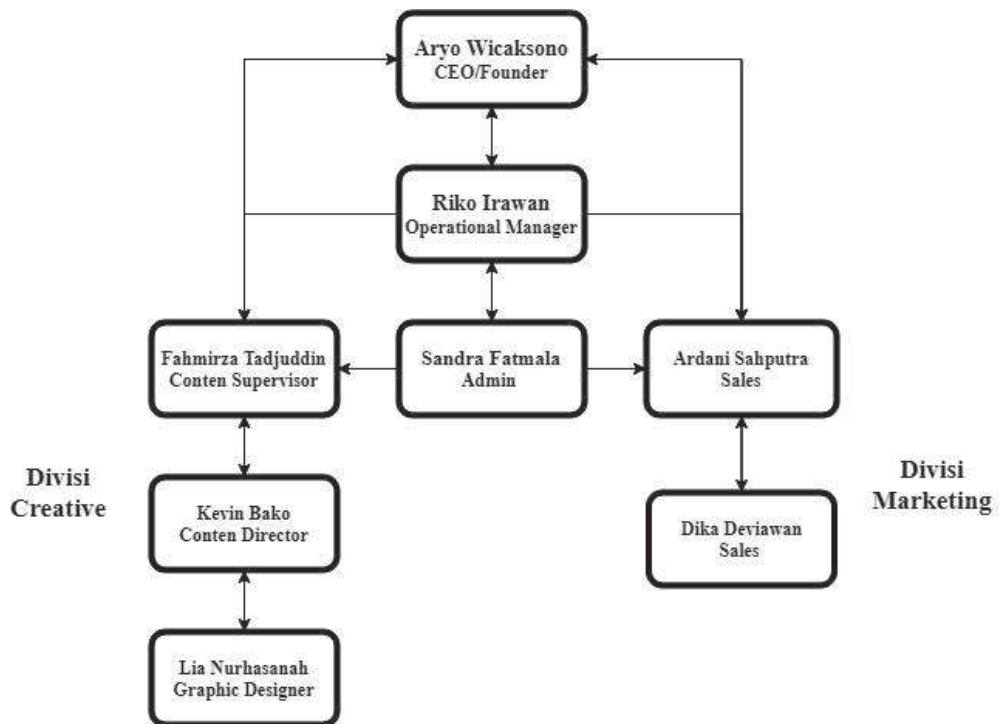 Aryo Wicaksono
CEO/Founder
Riko Irawan
Operational Manager
Fahmirza Tadjuddin
Conten Supervisor
Sandra Fatmala
Admin
Ardani Sahputra
Sales
Divisi
Creative
Kevin Bako
Conten Director
Dika Deviawan
Sales
Divisi
Marketing
Lia Nurhasanah
Graphic Designer